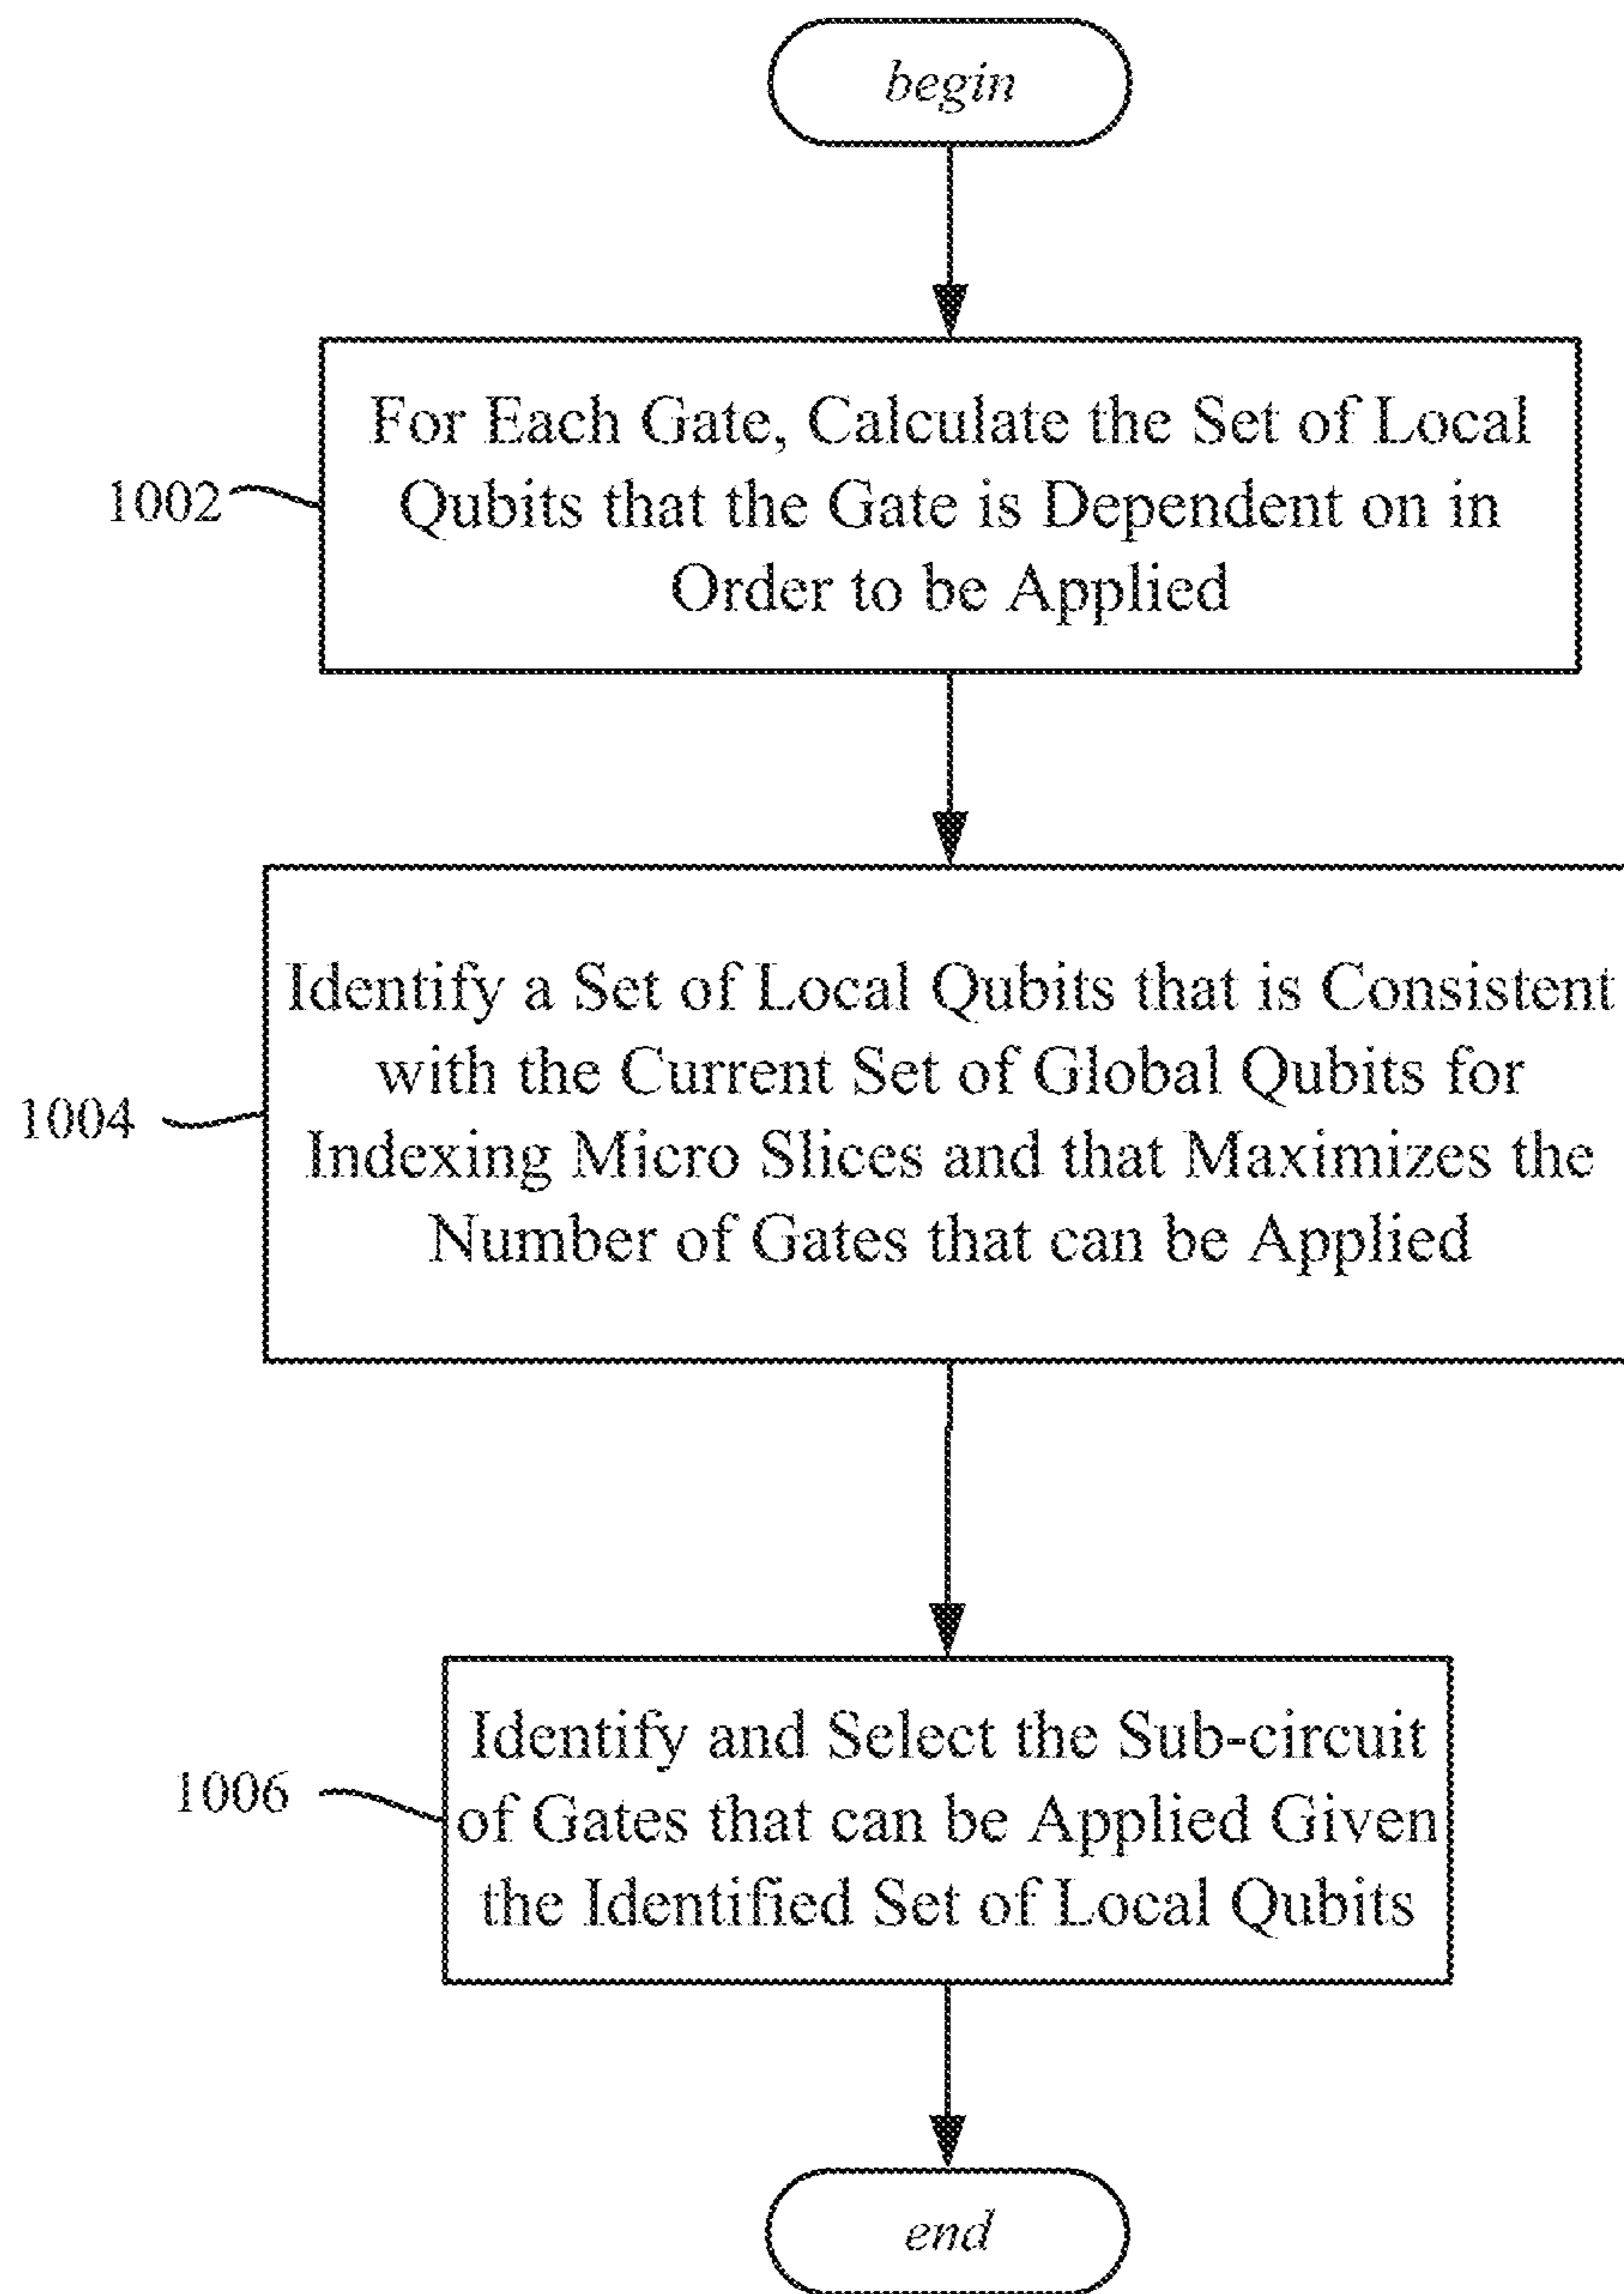 begin
For Each Gate, Calculate the Set of Local
Qubits that the Gate is Dependent on in
Order to be Applied
1002
Identify a Set of Local Qubits that is Consistent
with the Current Set of Global Qubits for
Indexing Micro Slices and that Maximizes the
Number of Gates that can be Applied
1004
Identify and Select the Sub-circuit
of Gates that can be Applied Given
the Identified Set of Local Qubits
1006
end